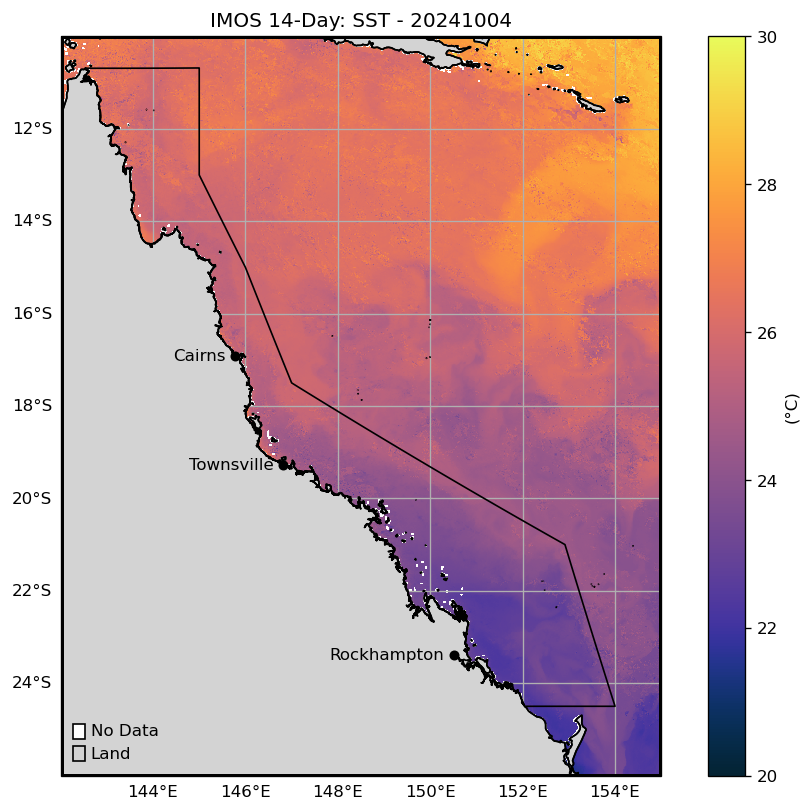 IMOS 14-Day: SST - 20241004
30
28
26
24
22
20
(°C)
12°S
14°S
16°S
18°S
20°S
22°S
24°S
Cairns
Townsville
Rockhampton
No Data
Land
144°E
146°E
148°E
150°E
152°E
154°E